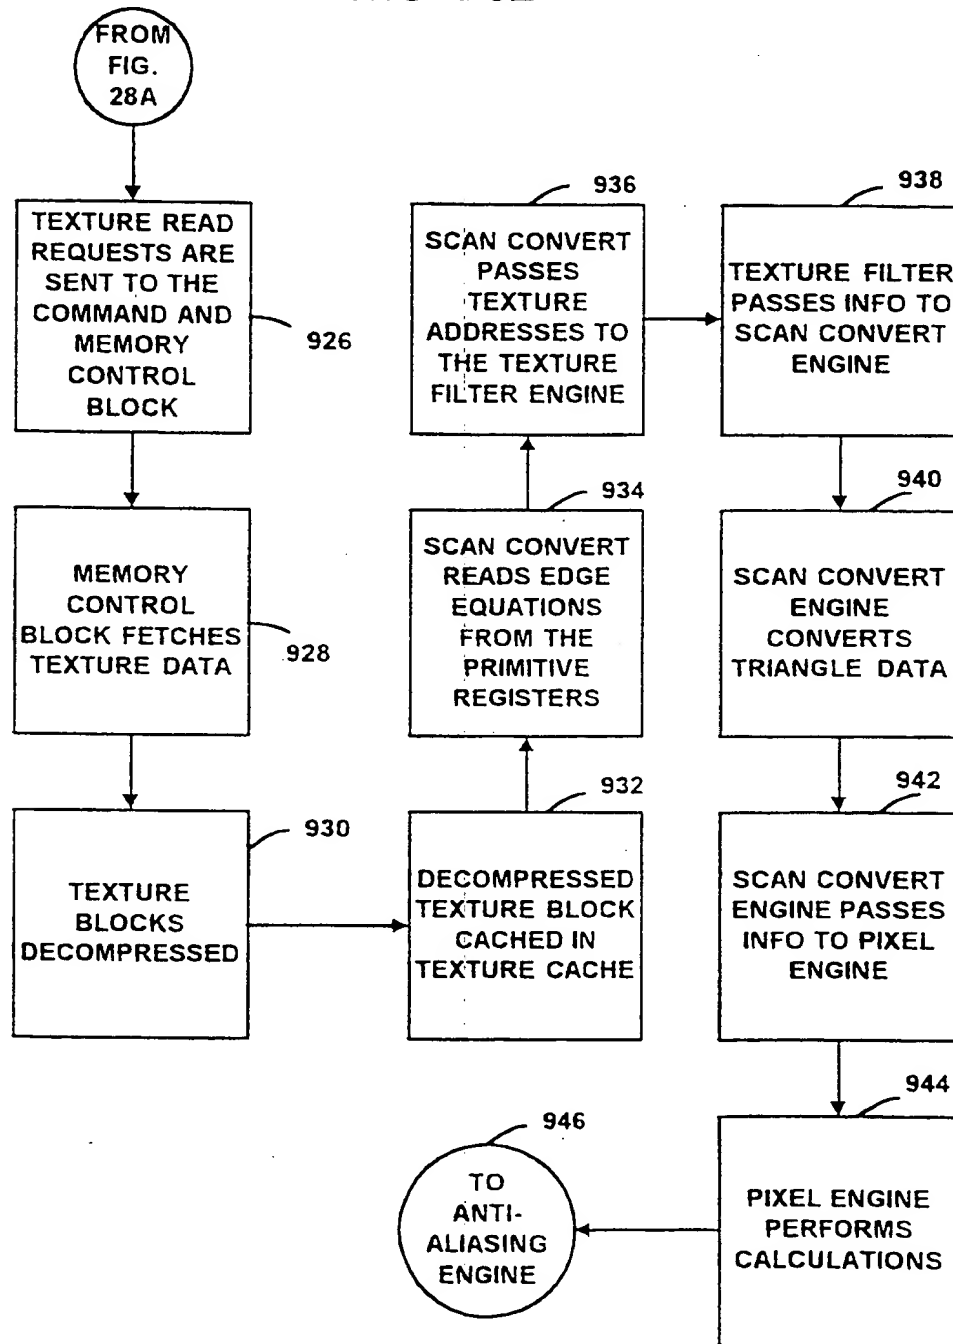 FROM
FIG.
28A
TEXTURE READ
REQUESTS ARE
SENT TO THE
COMMAND AND
MEMORY
CONTROL
BLOCK
926
MEMORY
CONTROL
BLOCK FETCHES
TEXTURE DATA
928
930
TEXTURE
BLOCKS
DECOMPRESSED
932
DECOMPRESSED
TEXTURE BLOCK
CACHED IN
TEXTURE CACHE
934
SCAN CONVERT
READS EDGE
EQUATIONS
FROM THE
PRIMITIVE
REGISTERS
936
SCAN CONVERT
PASSES
TEXTURE
ADDRESSES TO
THE TEXTURE
FILTER ENGINE
938
TEXTURE FILTER
PASSES INFO TO
SCAN CONVERT
ENGINE
940
SCAN CONVERT
ENGINE
CONVERTS
TRIANGLE DATA
942
SCAN CONVERT
ENGINE PASSES
INFO TO PIXEL
ENGINE
944
PIXEL ENGINE
PERFORMS
CALCULATIONS
946
TO
ANTI-
ALIASING
ENGINE